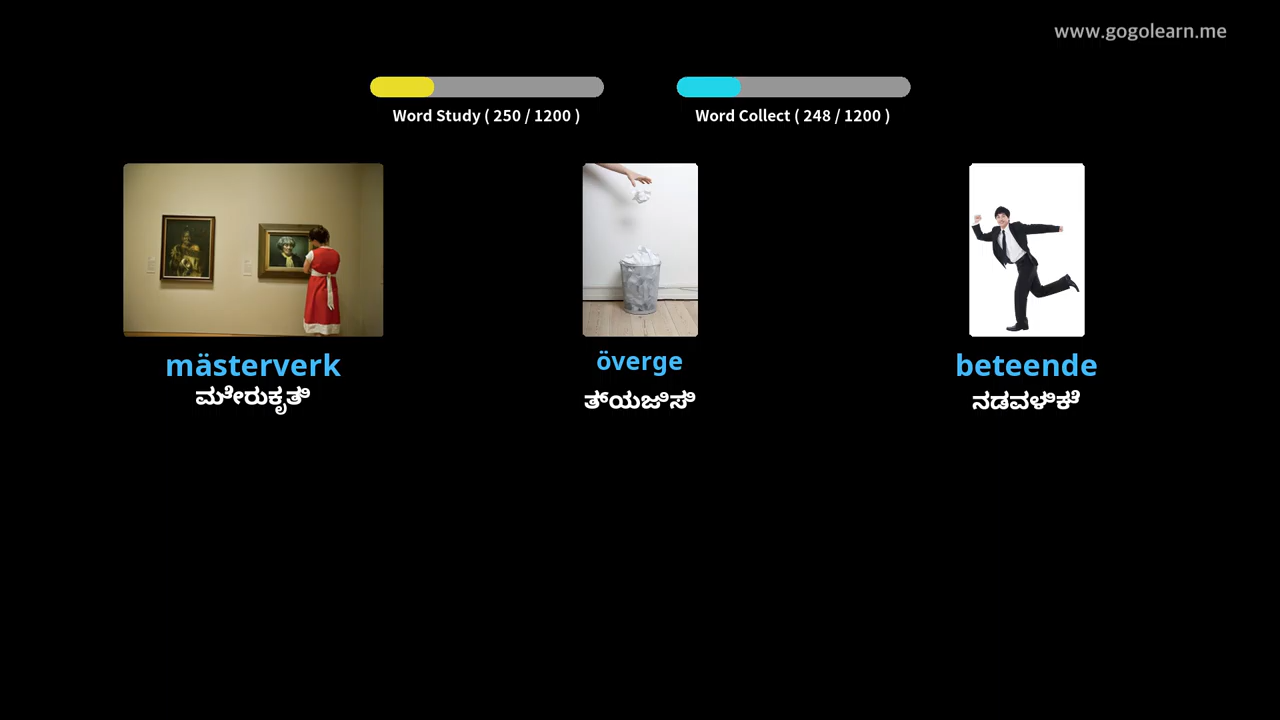 www.gogolearn.me
Word Study ( 250 / 1200 )
Word Collect ( 248 / 1200 )
mästerverk
överge
beteende
ಮೇರುಕೃತಿ
ತ್ಯಜಿಸಿ
ನಡವಳಿಕೆ